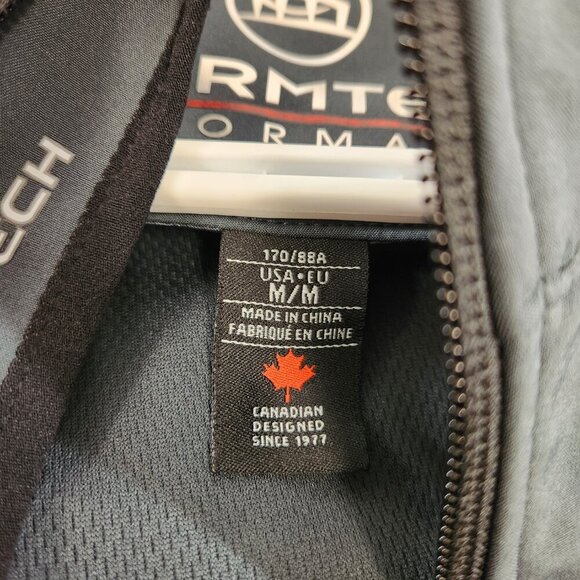 RMTE
ORMA
ECH
170/88A
USA•EU
M/M
MADE IN CHINA
FABRIQUÉ EN CHINE
CANADIAN
DESIGNED
SINCE 1977